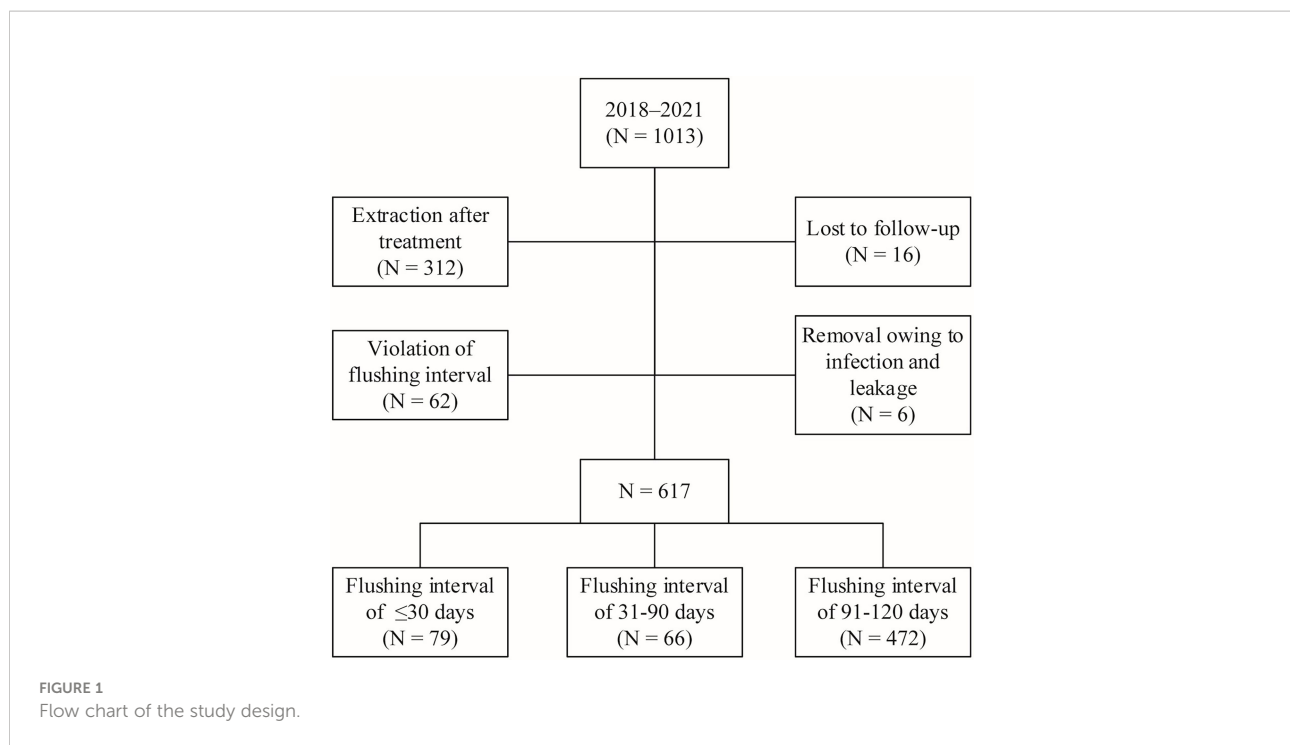 2018–2021
(N = 1013)
Extraction after
treatment
(N = 312)
Lost to follow-up
(N = 16)
Violation of
flushing interval
(N = 62)
Removal owing to
infection and
leakage
(N = 6)
N = 617
Flushing interval
of ≤30 days
(N = 79)
Flushing interval
of 31-90 days
(N = 66)
Flushing interval
of 91-120 days
(N = 472)
FIGURE 1
Flow chart of the study design.